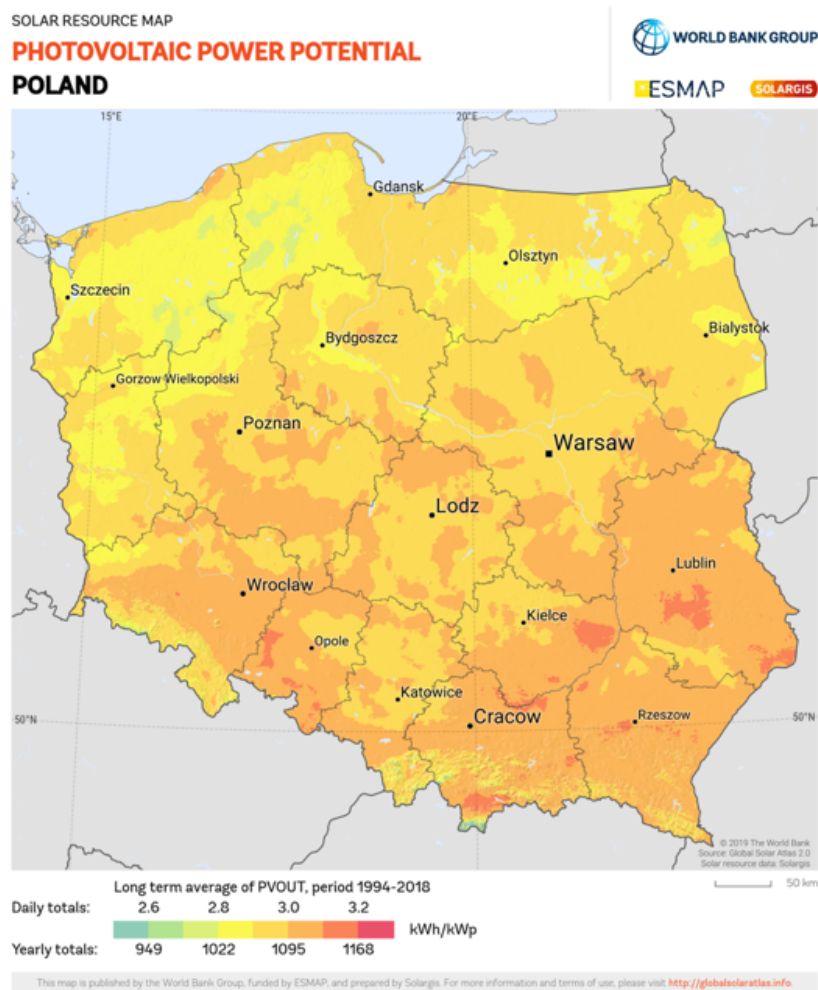 SOLAR RESOURCE MAP
PHOTOVOLTAIC POWER POTENTIAL
POLAND
WORLD BANK GROUP
ESMAP
SOLARGIS
15°E
20°E
Gdansk
Olsztyn
Szczecin
Bialystok
Bydgoszcz
Gorzow Wielkopolski
Poznan
Warsaw
Lodz
Lublin
Wrocław
Kielce
Opole
Katowice
50°N
Cracow
Rzeszow
50°N
© 2019 The World Bank
Source: Global Solar Atlas 2.0
Solar resource data: Solargis
Long term average of PVOUT, period 1994-2018
50 km
Daily totals: 2.6 2.8 3.0 3.2
kWh/kWp
Yearly totals: 949 1022 1095 1168
This map is published by the World Bank Group, funded by ESMAP, and prepared by Solargis. For more information and terms of use, please visit http://globalsolaratlas.info.